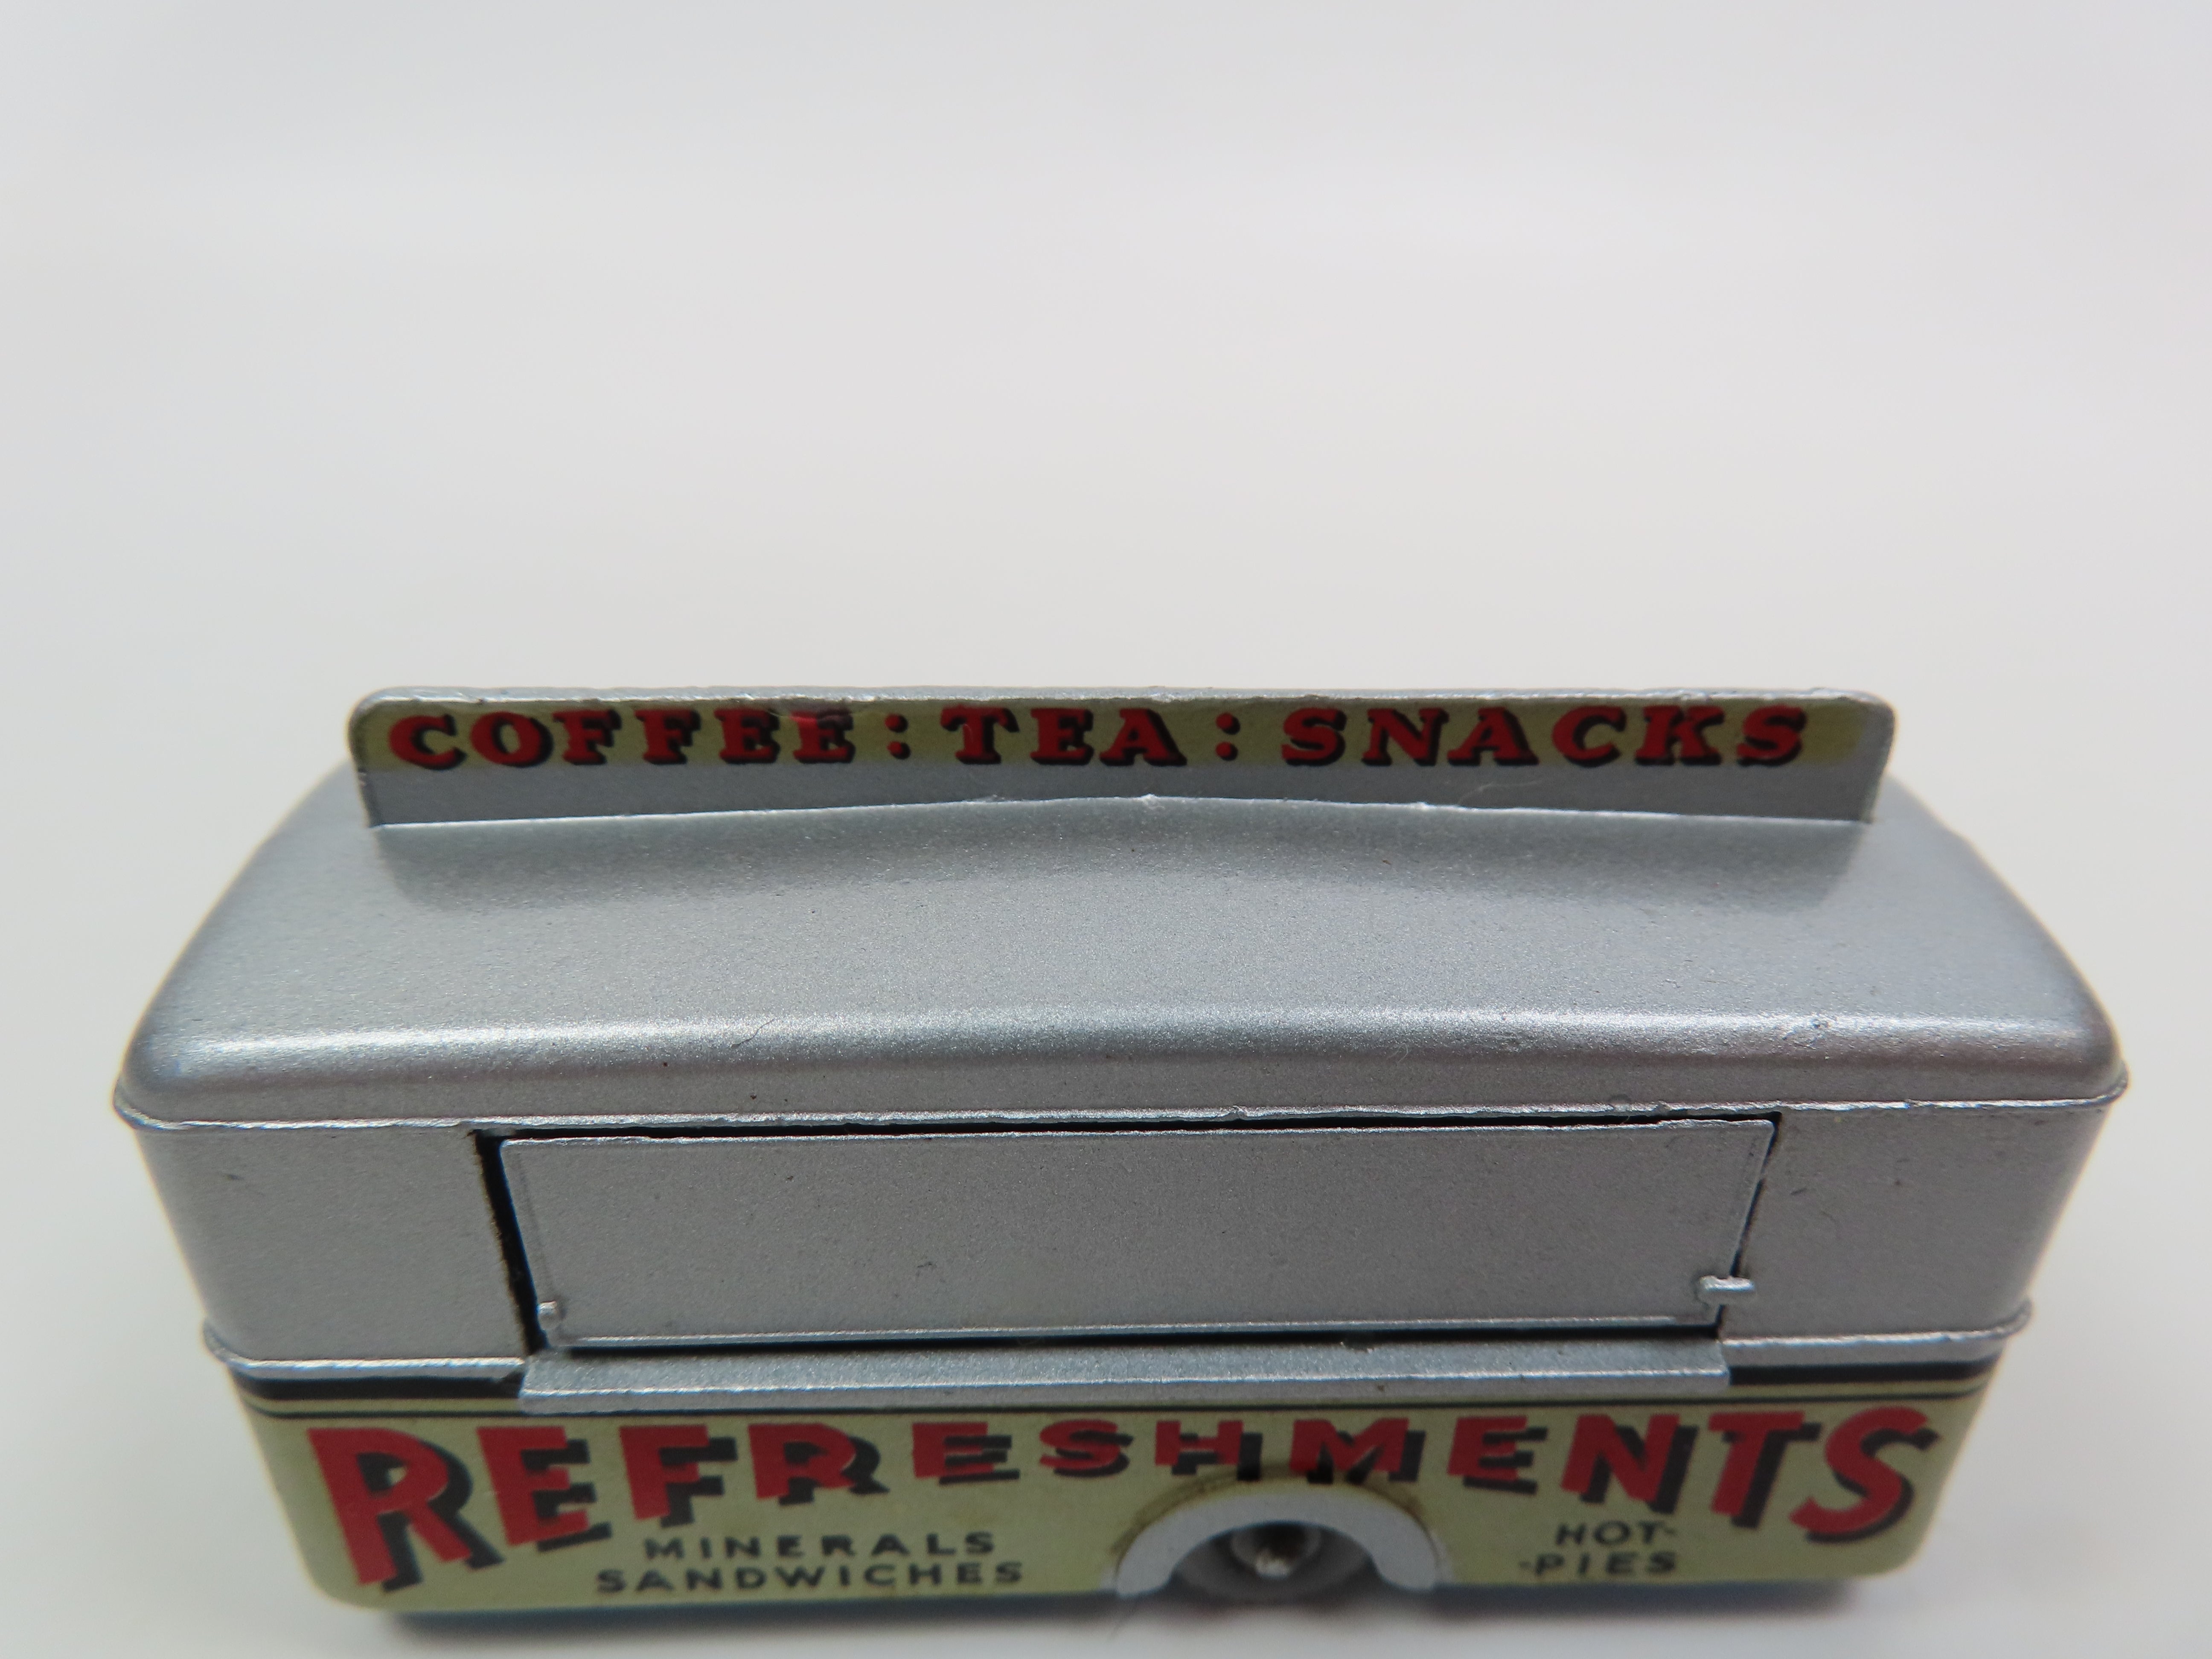 COFFEE : TEA : SNACKS
REFRESHMENTS
MINERALS
SANDWICHES
HOT-
-PIES